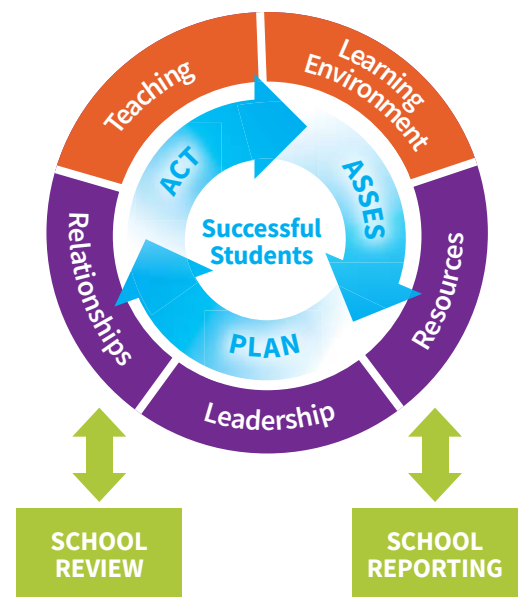 Teaching
Learning
Environment
ACT
ASSES
Successful
Students
Relationships
Resources
PLAN
Leadership
SCHOOL
REVIEW
SCHOOL
REPORTING